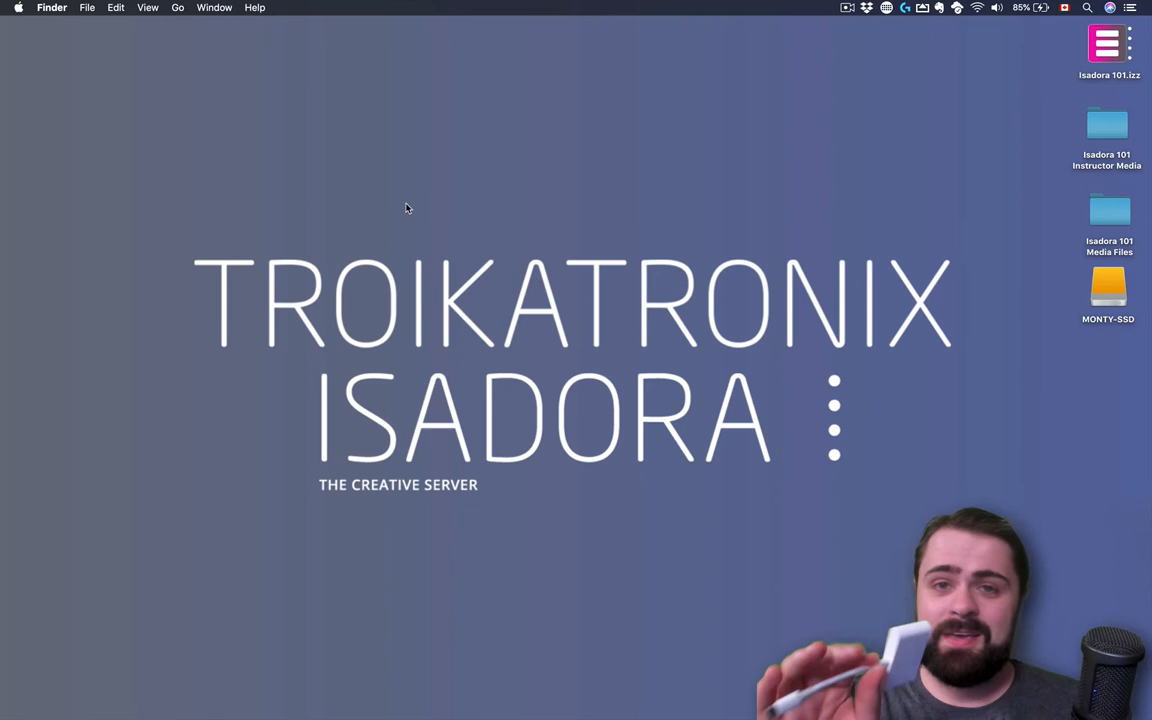 Finder File Edit View Go Window Help 85%
Isadora 101.izz
Isadora 101
Instructor Media
Isadora 101
Media Files
MONTY-SSD
TROIKATRONIX
ISADORA
THE CREATIVE SERVER